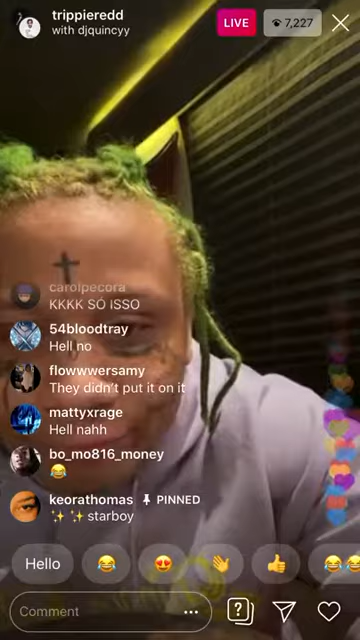 trippieredd
with djquincyy
LIVE
7,227
carolpecora
KKKK SÓ ISSO
54bloodtray
Hell no
flowwwersamy
They didn't put it on it
mattyxrage
Hell nahh
bo_mo816_money
😂
keorathomas PINNED
✨ ✨ starboy
Hello 😂 😍 👋 👍 😂😂
Comment